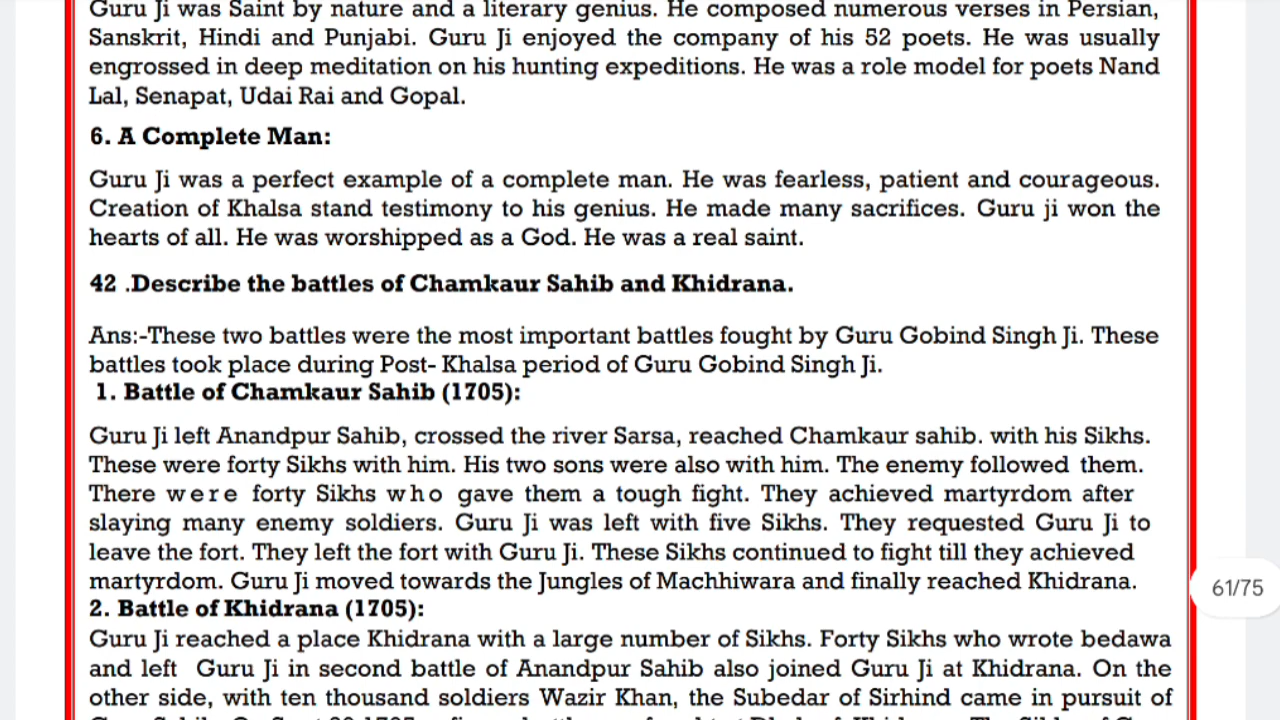 Guru Ji was Saint by nature and a literary genius. He composed numerous verses in Persian,
Sanskrit, Hindi and Punjabi. Guru Ji enjoyed the company of his 52 poets. He was usually
engrossed in deep meditation on his hunting expeditions. He was a role model for poets Nand
Lal, Senapat, Udai Rai and Gopal.
6. A Complete Man:
Guru Ji was a perfect example of a complete man. He was fearless, patient and courageous.
Creation of Khalsa stand testimony to his genius. He made many sacrifices. Guru ji won the
hearts of all. He was worshipped as a God. He was a real saint.
42 .Describe the battles of Chamkaur Sahib and Khidrana.
Ans:-These two battles were the most important battles fought by Guru Gobind Singh Ji. These
battles took place during Post- Khalsa period of Guru Gobind Singh Ji.
1. Battle of Chamkaur Sahib (1705):
Guru Ji left Anandpur Sahib, crossed the river Sarsa, reached Chamkaur sahib. with his Sikhs.
These were forty Sikhs with him. His two sons were also with him. The enemy followed them.
There were forty Sikhs who gave them a tough fight. They achieved martyrdom after
slaying many enemy soldiers. Guru Ji was left with five Sikhs. They requested Guru Ji to
leave the fort. They left the fort with Guru Ji. These Sikhs continued to fight till they achieved
martyrdom. Guru Ji moved towards the Jungles of Machhiwara and finally reached Khidrana.
61/75
2. Battle of Khidrana (1705):
Guru Ji reached a place Khidrana with a large number of Sikhs. Forty Sikhs who wrote bedawa
and left Guru Ji in second battle of Anandpur Sahib also joined Guru Ji at Khidrana. On the
other side, with ten thousand soldiers Wazir Khan, the Subedar of Sirhind came in pursuit of